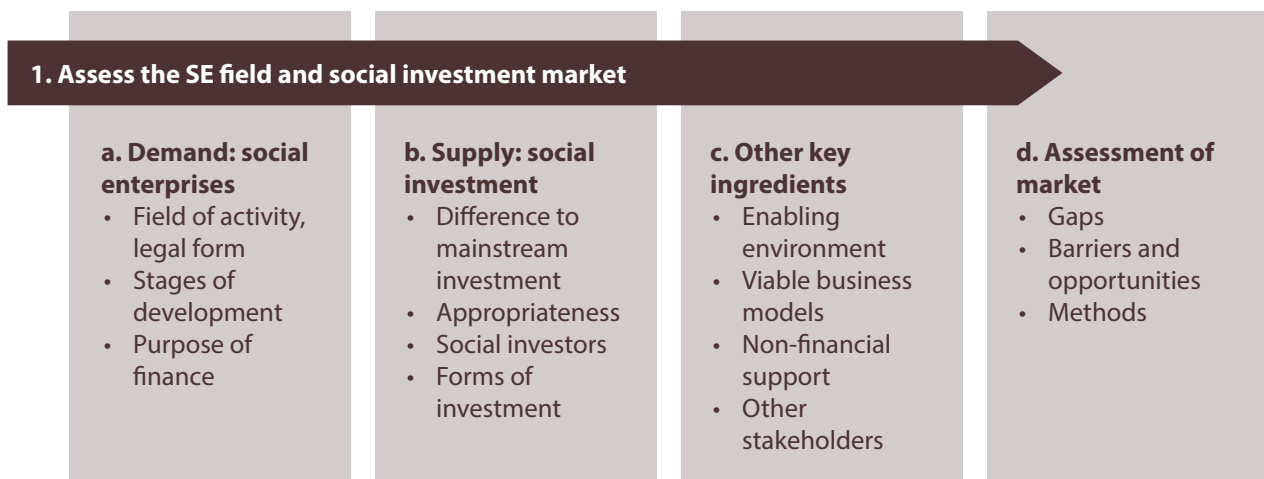 1. Assess the SE field and social investment market
a. Demand: social
enterprises
• Field of activity,
legal form
• Stages of
development
• Purpose of
finance
b. Supply: social
investment
• Difference to
mainstream
investment
• Appropriateness
• Social investors
• Forms of
investment
c. Other key
ingredients
• Enabling
environment
• Viable business
models
• Non-financial
support
• Other
stakeholders
d. Assessment of
market
• Gaps
• Barriers and
opportunities
• Methods